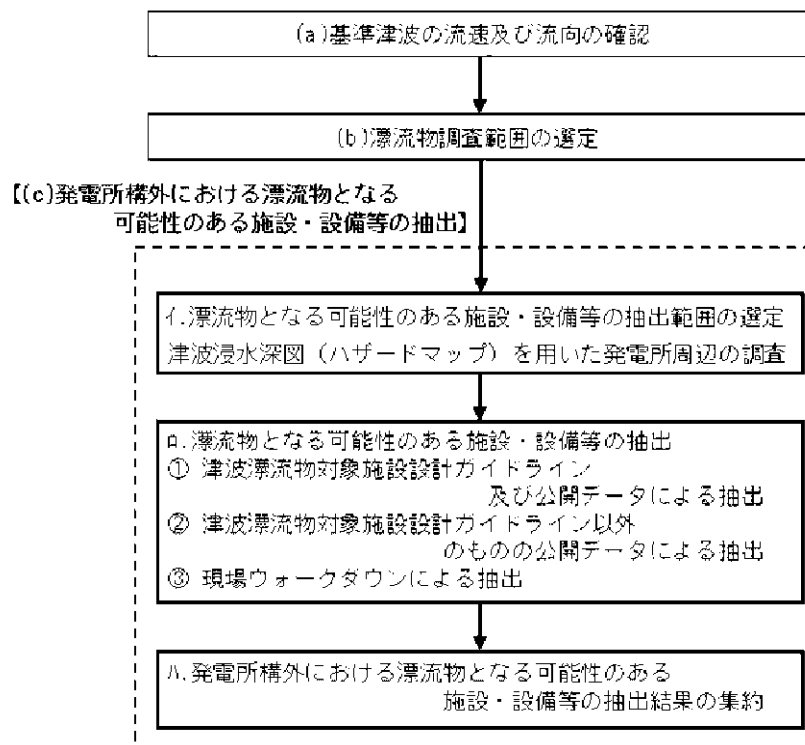 (a)基準津波の流速及び流向の確認
(b)漂流物調査範囲の選定
【(c)発電所構外における漂流物となる
可能性のある施設・設備等の抽出】
イ.漂流物となる可能性のある施設・設備等の抽出範囲の選定
津波浸水深図（ハザードマップ）を用いた発電所周辺の調査
ロ.漂流物となる可能性のある施設・設備等の抽出
① 津波漂流物対象施設設計ガイドライン
及び公開データによる抽出
② 津波漂流物対象施設設計ガイドライン以外
のものの公開データによる抽出
③ 現場ウォークダウンによる抽出
ハ.発電所構外における漂流物となる可能性のある
施設・設備等の抽出結果の集約